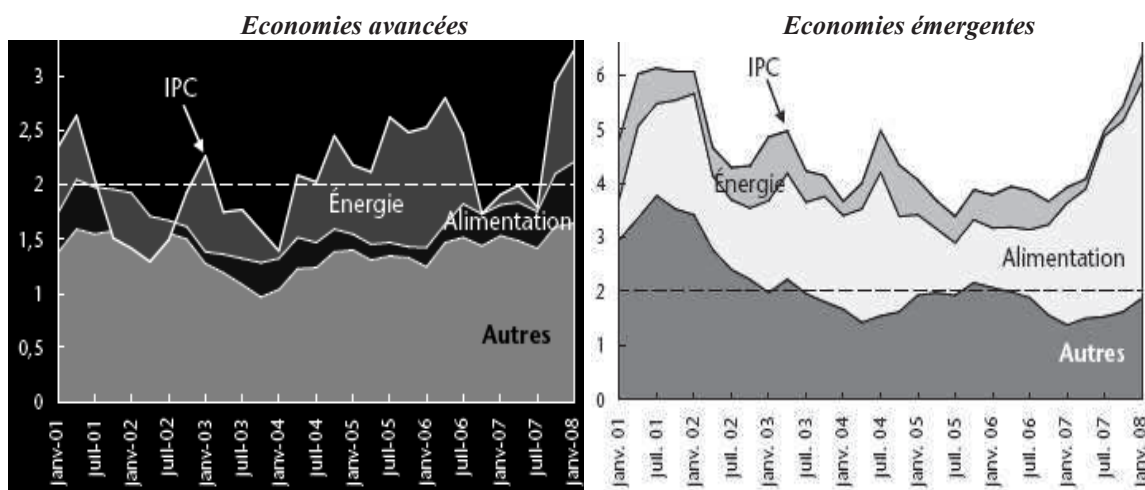 Economies avancées
3
2,5
2
1,5
1
0,5
0
IPC
Énergie
Alimentation
Autres
Janv-01
Juil-01
Janv-02
Juil-02
Janv-03
Juil-03
Janv-04
Juil-04
Janv-05
Juil-05
Janv-06
Juil-06
Janv-07
Juil-07
Janv-08
Economies émergentes
6
5
4
3
2
1
0
IPC
Énergie
Alimentation
Autres
Janv. 01
Juil. 01
Janv. 02
Juil. 02
Janv. 03
Juil. 03
Janv. 04
Juil. 04
Janv. 05
Juil. 05
Janv. 06
Juil. 06
Janv. 07
Juil. 07
Janv. 08